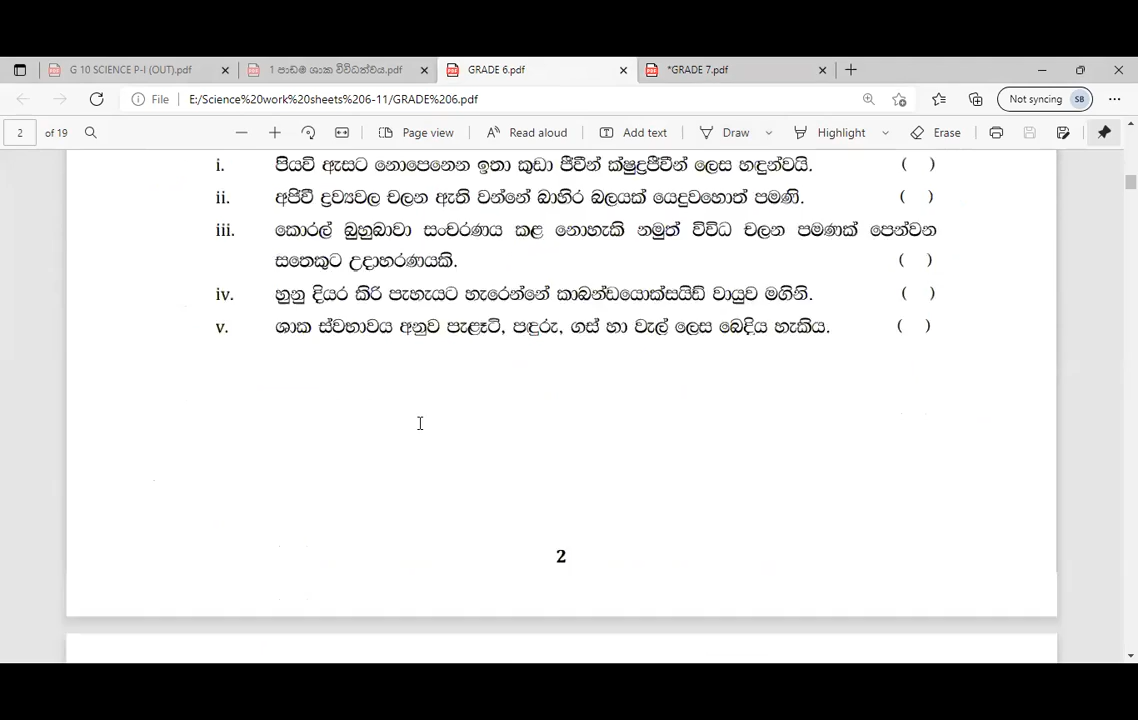 G 10 SCIENCE P-I (OUT).pdf
1 පාඩම ශාක විවිධත්වය.pdf
GRADE 6.pdf
*GRADE 7.pdf
File E:/Science%20work%20sheets%206-11/GRADE%206.pdf
Not syncing SB
2 of 19 Page view Read aloud Add text Draw Highlight Erase
i. පියවි ඇසට නොපෙනෙන ඉතා කුඩා ජීවීන් ක්ෂුද්‍රජීවීන් ලෙස හඳුන්වයි. ( )
ii. අජීවී ද්‍රව්‍යවල චලන ඇති වන්නේ බාහිර බලයක් යෙදුවහොත් පමණි. ( )
iii. කොරල් බුහුබාවා සංචරණය කළ නොහැකි නමුත් විවිධ චලන පමණක් පෙන්වන
සතෙකුට උදාහරණයකි. ( )
iv. හුනු දියර කිරි පැහැයට හැරෙන්නේ කාබන්ඩයොක්සයිඩ් වායුව මගිනි. ( )
v. ශාක ස්වභාවය අනුව පැළෑටි, පඳුරු, ගස් හා වැල් ලෙස බෙදිය හැකිය. ( )
2